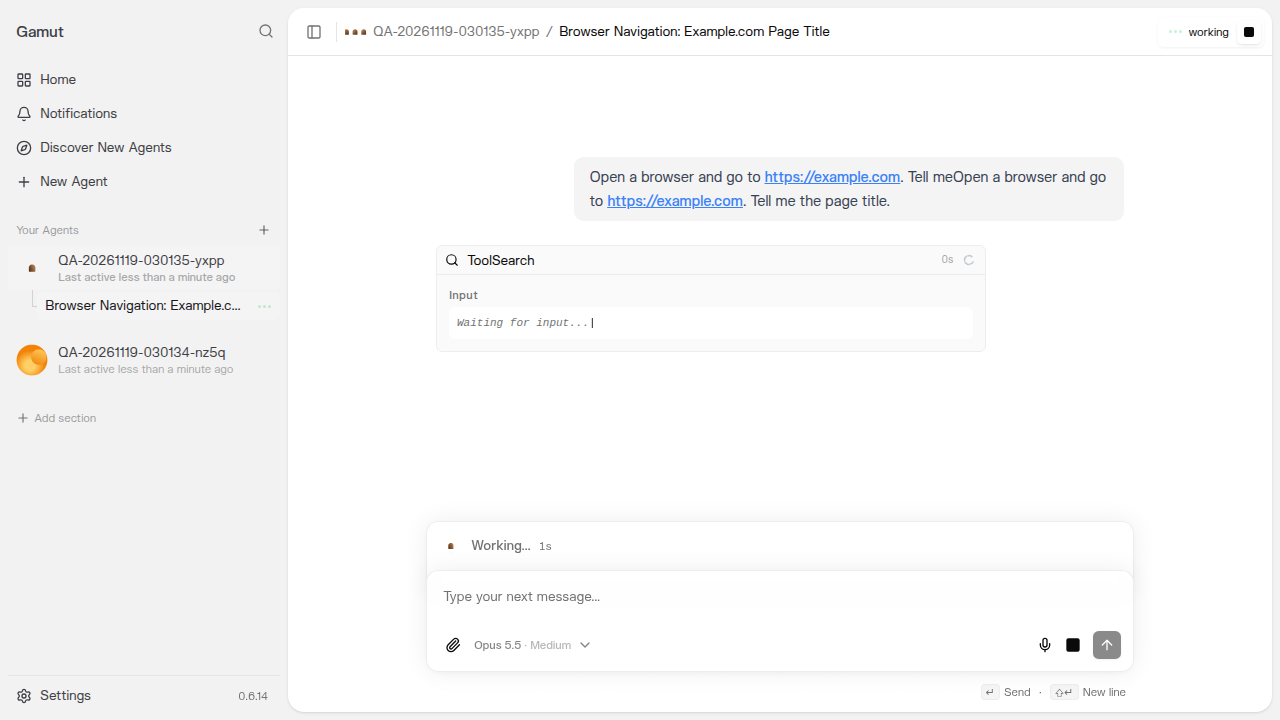 Gamut
Home
Notifications
Discover New Agents
New Agent
Your Agents
QA-20261119-030135-yxpp
Last active less than a minute ago
Browser Navigation: Example.c...
QA-20261119-030134-nz5q
Last active less than a minute ago
Add section
Settings
0.6.14
QA-20261119-030135-yxpp / Browser Navigation: Example.com Page Title
working
Open a browser and go to https://example.com. Tell meOpen a browser and go
to https://example.com. Tell me the page title.
ToolSearch
0s
Input
Waiting for input...
Working... 1s
Type your next message...
Opus 5.5 · Medium
Send · New line